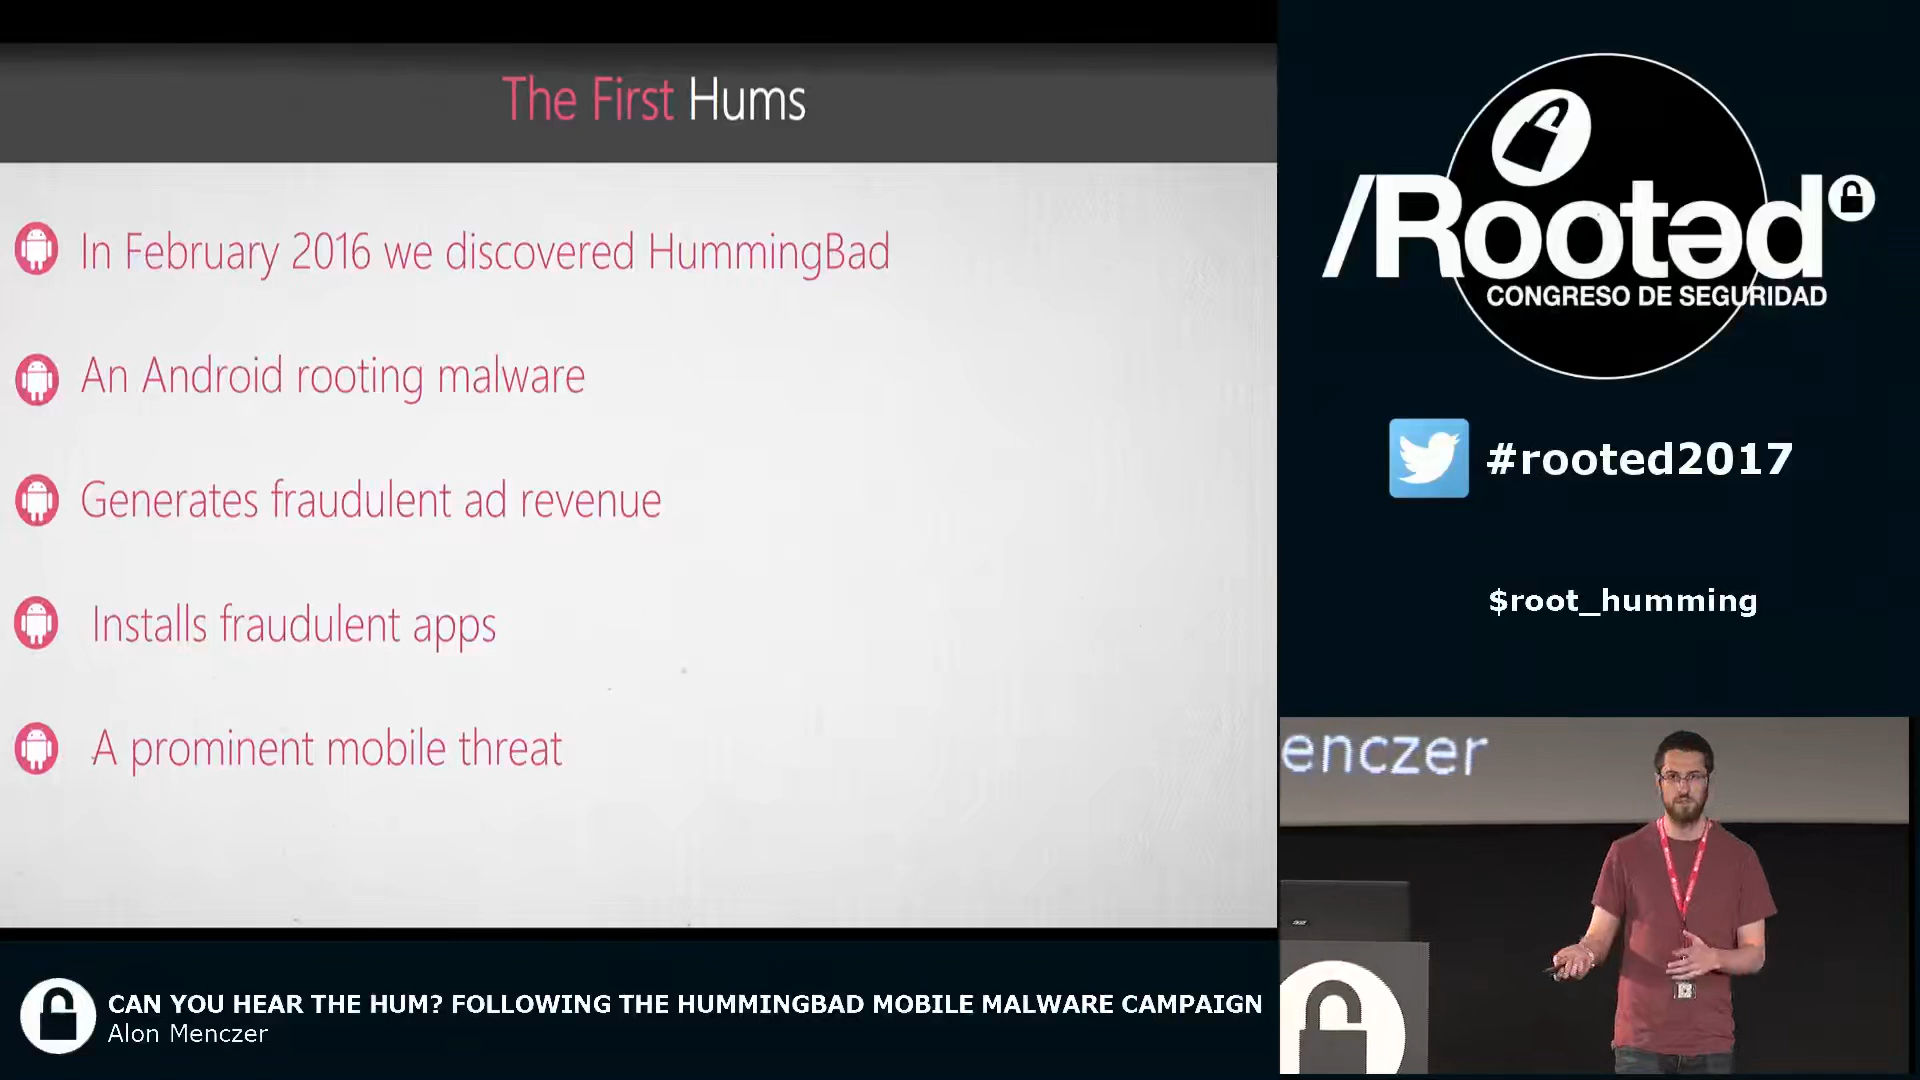 The First Hums
In February 2016 we discovered HummingBad
An Android rooting malware
Generates fraudulent ad revenue
Installs fraudulent apps
A prominent mobile threat
/Rootəd
CONGRESO DE SEGURIDAD
#rooted2017
$root_humming
enczer
acer
CAN YOU HEAR THE HUM? FOLLOWING THE HUMMINGBAD MOBILE MALWARE CAMPAIGN
Alon Menczer